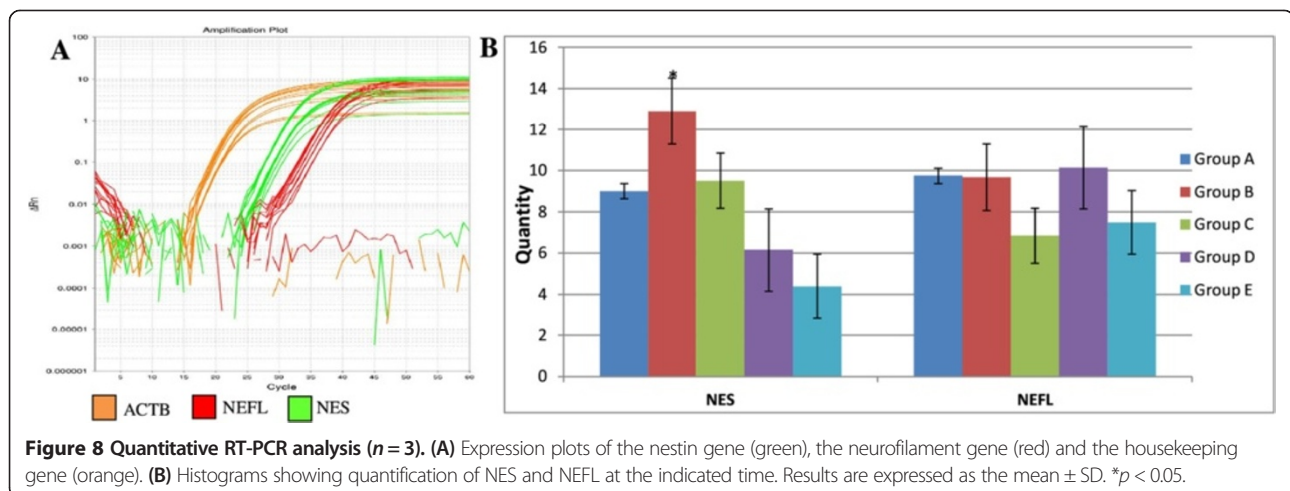 A
Amplification Plot
100
10
1
0.1
0.01
0.001
0.0001
0.00001
0.000001
ΔRn
5 10 15 20 25 30 35 40 45 50 55 60
Cycle
ACTB NEFL NES
B
16
14
12
10
8
6
4
2
0
Quantity
*
NES NEFL
Group A
Group B
Group C
Group D
Group E
Figure 8 Quantitative RT-PCR analysis (n = 3). (A) Expression plots of the nestin gene (green), the neurofilament gene (red) and the housekeeping
gene (orange). (B) Histograms showing quantification of NES and NEFL at the indicated time. Results are expressed as the mean ± SD. *p < 0.05.